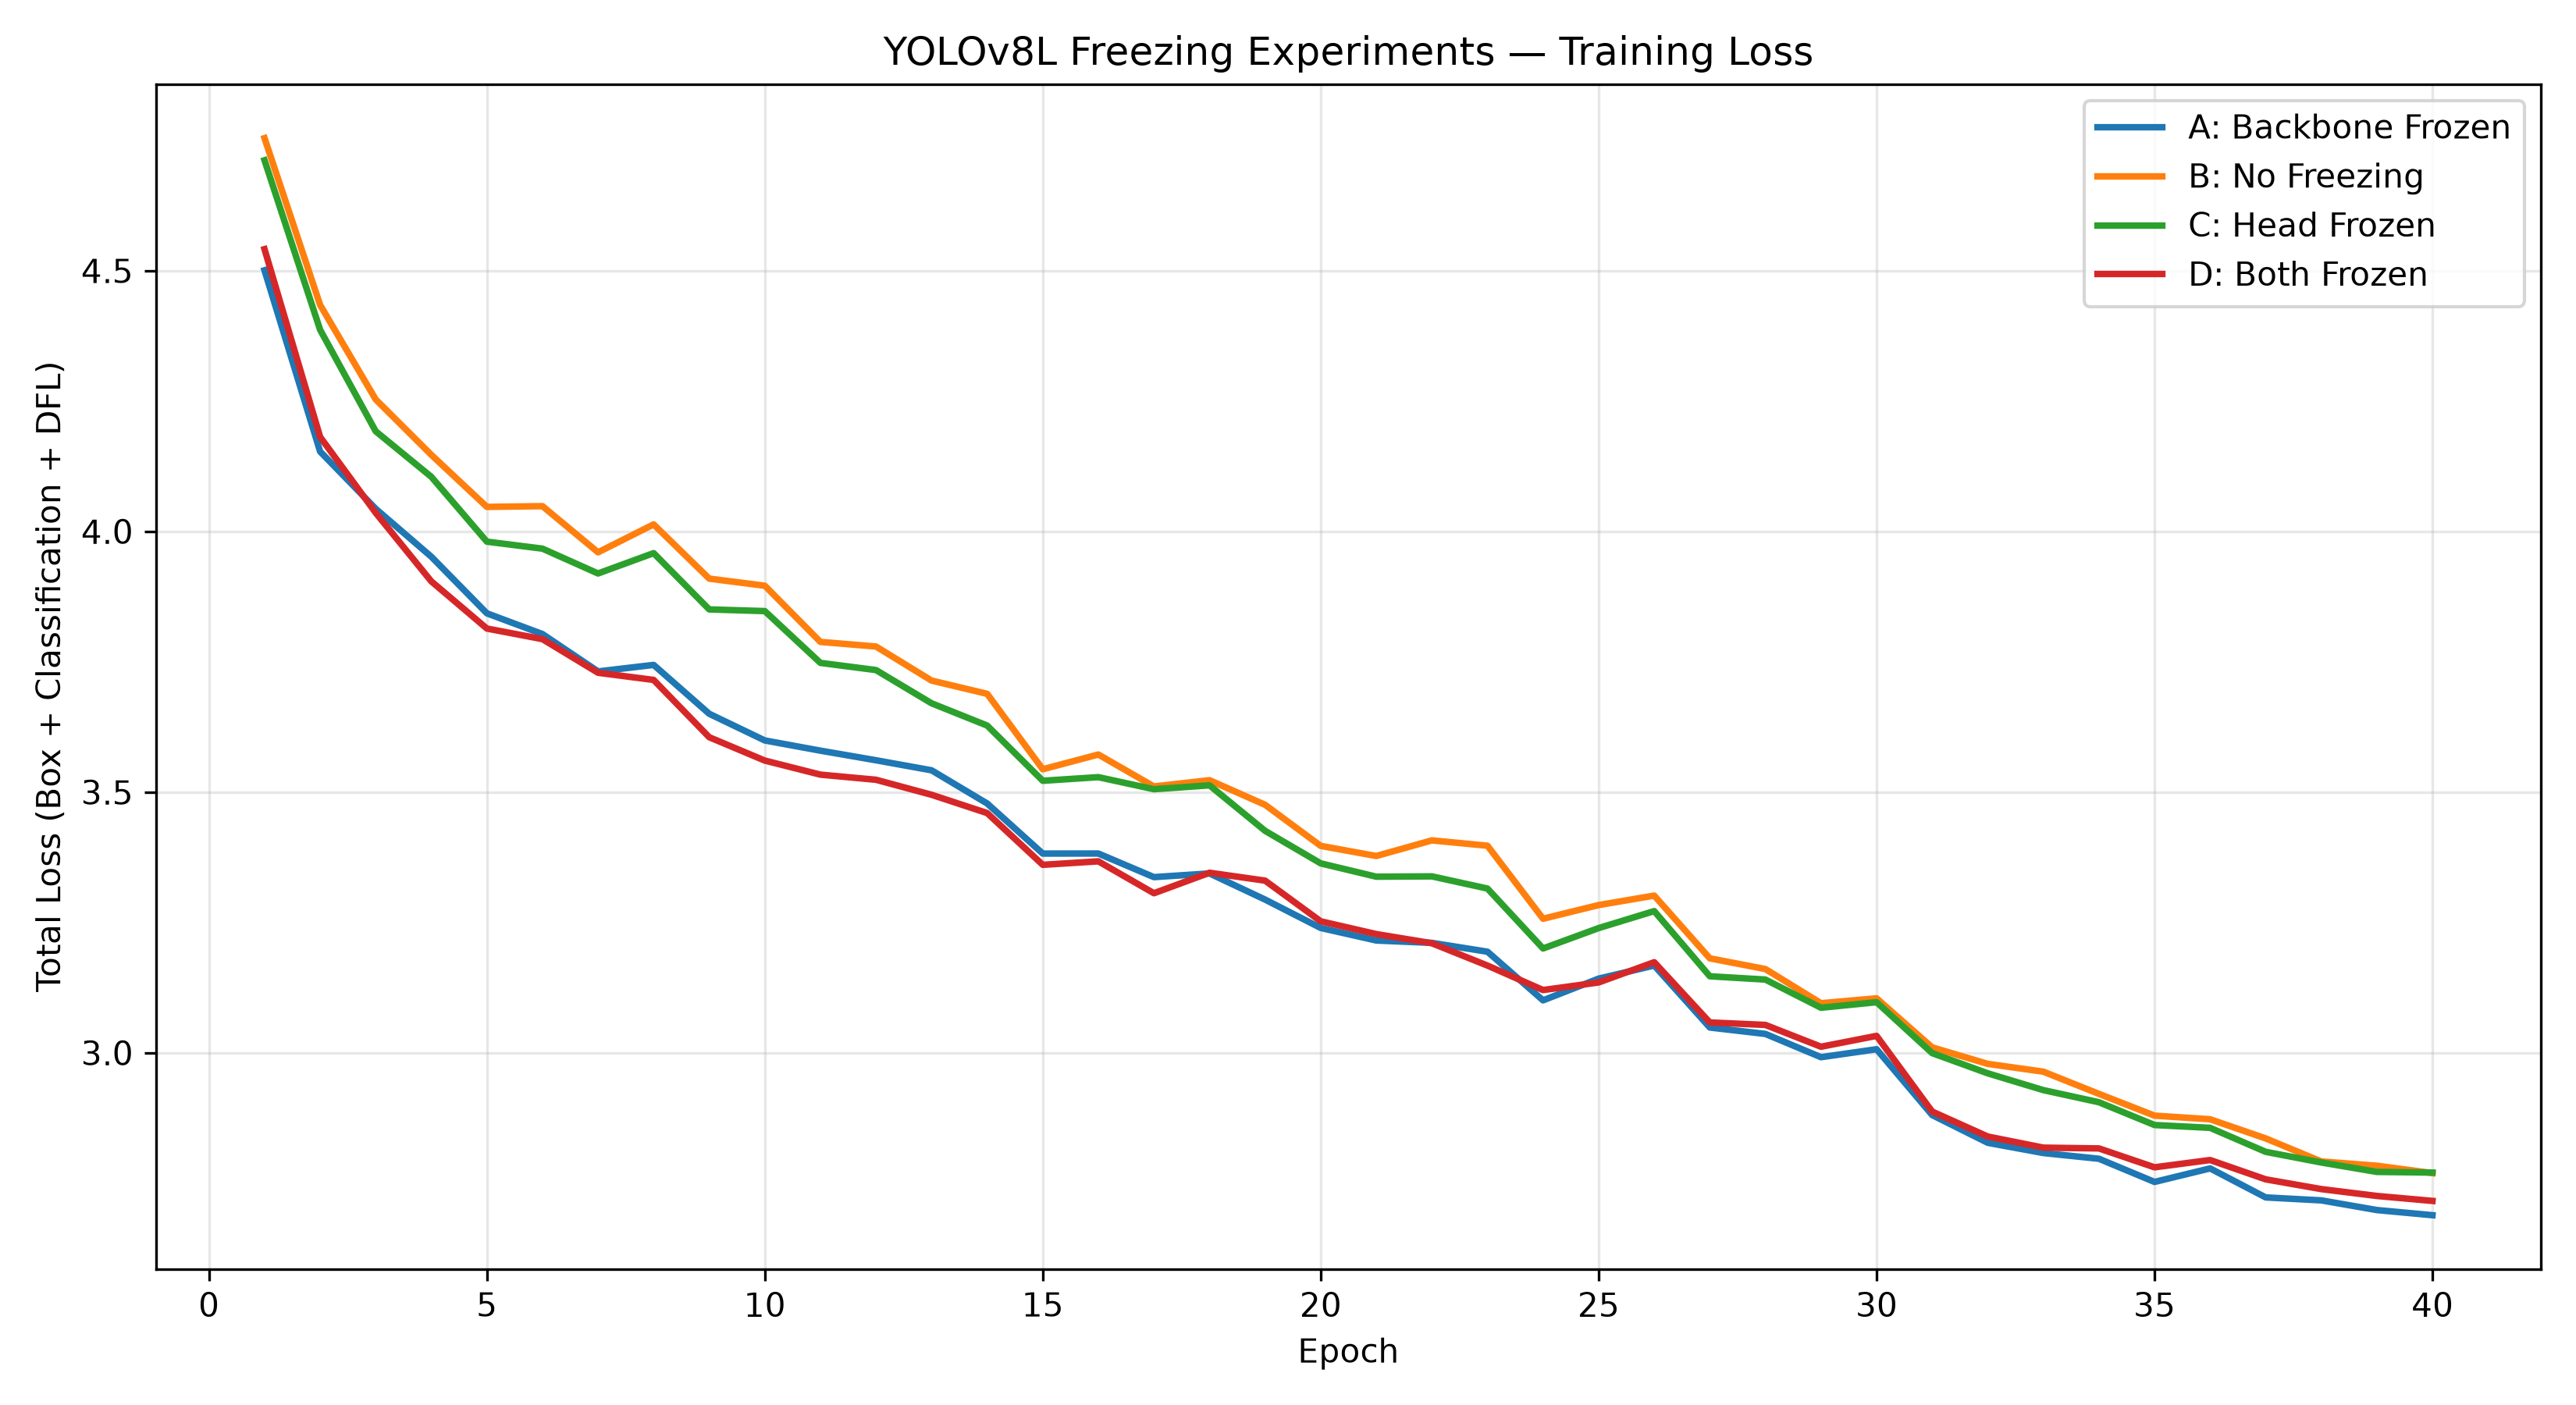 YOLOv8L Freezing Experiments — Training Loss
A: Backbone Frozen
B: No Freezing
C: Head Frozen
D: Both Frozen
Total Loss (Box + Classification + DFL)
4.5
4.0
3.5
3.0
0 5 10 15 20 25 30 35 40
Epoch